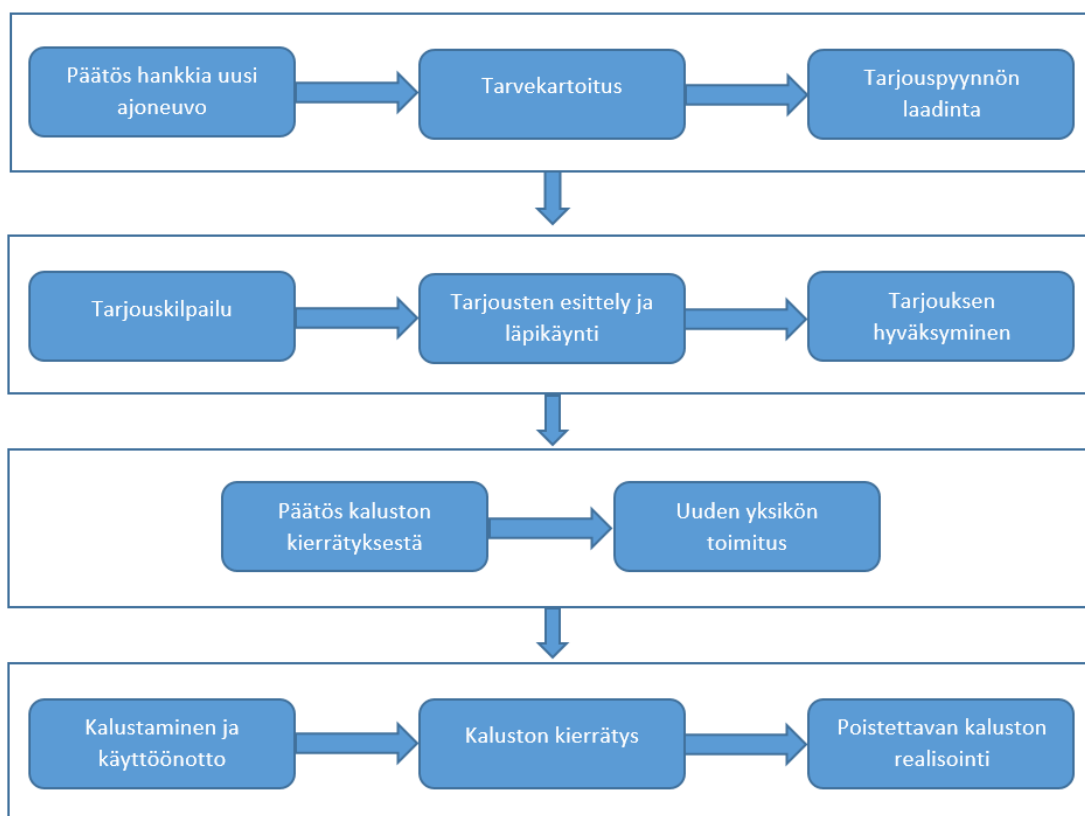 Päätös hankkia uusi
ajoneuvo
Tarvekartoitus
Tarjouspyynnön
laadinta
Tarjouskilpailu
Tarjousten esittely ja
läpikäynti
Tarjouksen
hyväksyminen
Päätös kaluston
kierrätyksestä
Uuden yksikön
toimitus
Kalustaminen ja
käyttöönotto
Kaluston kierrätys
Poistettavan kaluston
realisointi